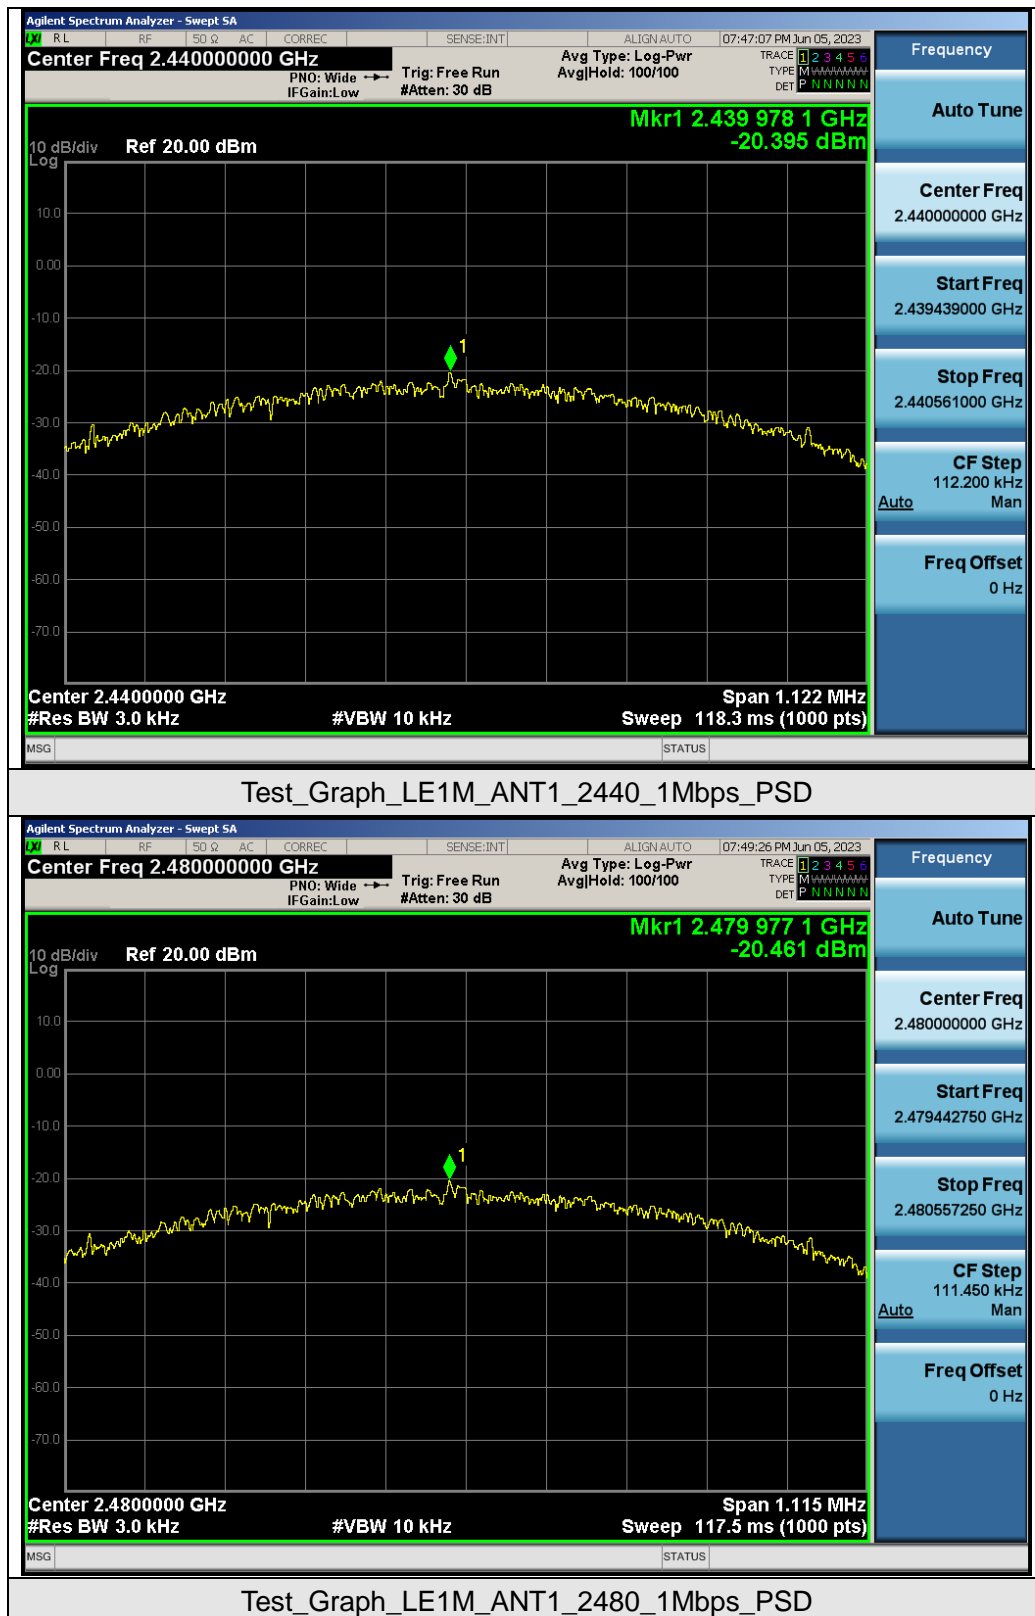 Agilent Spectrum Analyzer - Swept SA
LXI RL RF 50 Ω AC CORREC SENSE:INT ALIGN AUTO 07:47:07 PM Jun 05, 2023
Center Freq 2.440000000 GHz
PNO: Wide
IFGain:Low
Trig: Free Run
#Atten: 30 dB
Avg Type: Log-Pwr
Avg|Hold: 100/100
TRACE 1 2 3 4 5 6
TYPE M WWWWW
DET P N N N N N
Mkr1 2.439 978 1 GHz
-20.395 dBm
10 dB/div Ref 20.00 dBm
Log
10.0
0.00
-10.0
1
-20.0
-30.0
-40.0
-50.0
-60.0
-70.0
Center 2.4400000 GHz Span 1.122 MHz
#Res BW 3.0 kHz #VBW 10 kHz Sweep 118.3 ms (1000 pts)
MSG STATUS
Frequency
Auto Tune
Center Freq
2.440000000 GHz
Start Freq
2.439439000 GHz
Stop Freq
2.440561000 GHz
CF Step
112.200 kHz
Auto Man
Freq Offset
0 Hz
Test_Graph_LE1M_ANT1_2440_1Mbps_PSD
Agilent Spectrum Analyzer - Swept SA
LXI RL RF 50 Ω AC CORREC SENSE:INT ALIGN AUTO 07:49:26 PM Jun 05, 2023
Center Freq 2.480000000 GHz
PNO: Wide
IFGain:Low
Trig: Free Run
#Atten: 30 dB
Avg Type: Log-Pwr
Avg|Hold: 100/100
TRACE 1 2 3 4 5 6
TYPE M WWWWW
DET P N N N N N
Mkr1 2.479 977 1 GHz
-20.461 dBm
10 dB/div Ref 20.00 dBm
Log
10.0
0.00
-10.0
1
-20.0
-30.0
-40.0
-50.0
-60.0
-70.0
Center 2.4800000 GHz Span 1.115 MHz
#Res BW 3.0 kHz #VBW 10 kHz Sweep 117.5 ms (1000 pts)
MSG STATUS
Frequency
Auto Tune
Center Freq
2.480000000 GHz
Start Freq
2.479442750 GHz
Stop Freq
2.480557250 GHz
CF Step
111.450 kHz
Auto Man
Freq Offset
0 Hz
Test_Graph_LE1M_ANT1_2480_1Mbps_PSD